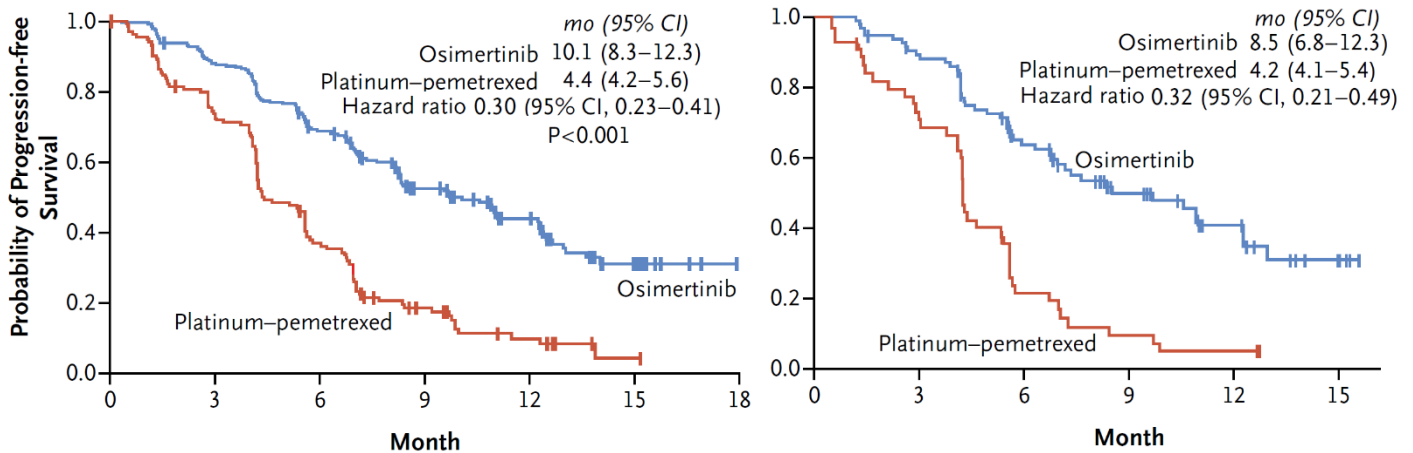 Probability of Progression-free
Survival
1.0
0.8
0.6
0.4
0.2
0.0
mo (95% CI)
Osimertinib 10.1 (8.3–12.3)
Platinum–pemetrexed 4.4 (4.2–5.6)
Hazard ratio 0.30 (95% CI, 0.23–0.41)
P<0.001
Osimertinib
Platinum–pemetrexed
0 3 6 9 12 15 18
Month
1.0
0.8
0.6
0.4
0.2
0.0
mo (95% CI)
Osimertinib 8.5 (6.8–12.3)
Platinum–pemetrexed 4.2 (4.1–5.4)
Hazard ratio 0.32 (95% CI, 0.21–0.49)
Osimertinib
Platinum–pemetrexed
0 3 6 9 12 15
Month